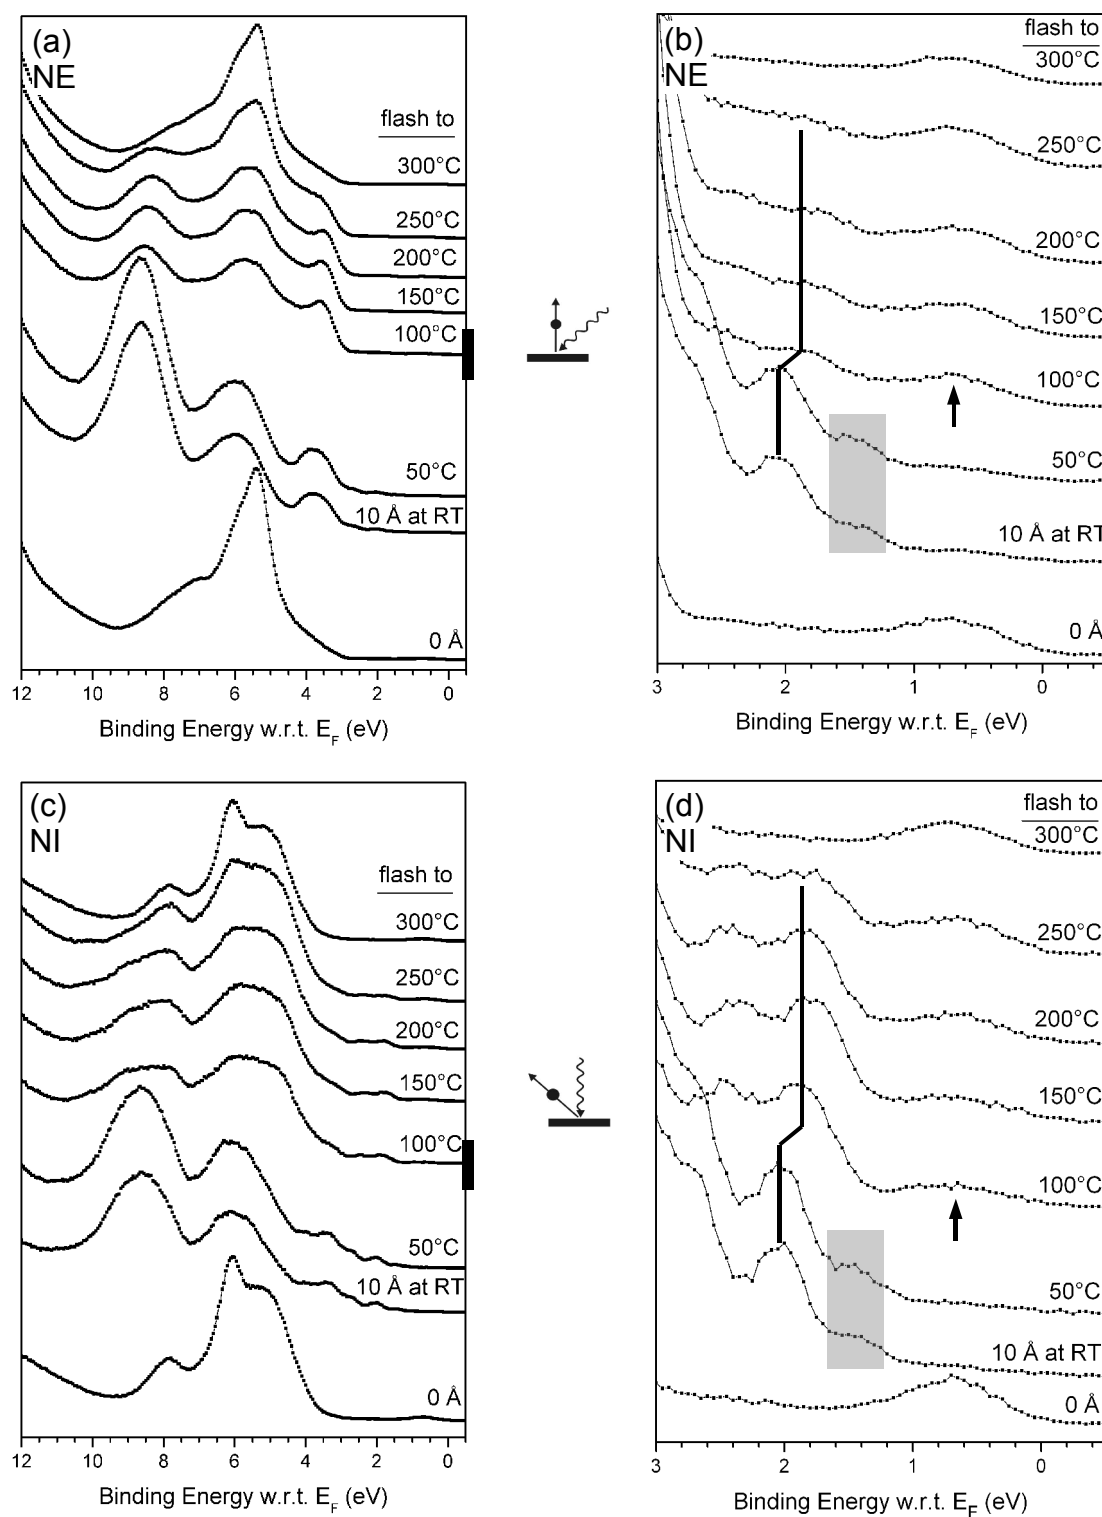 (a)
NE
flash to
300°C
250°C
200°C
150°C
100°C
50°C
10 Å at RT
0 Å
12 10 8 6 4 2 0
Binding Energy w.r.t. E_F (eV)
(b)
NE
flash to
300°C
250°C
200°C
150°C
100°C
50°C
10 Å at RT
0 Å
3 2 1 0
Binding Energy w.r.t. E_F (eV)
(c)
NI
flash to
300°C
250°C
200°C
150°C
100°C
50°C
10 Å at RT
0 Å
12 10 8 6 4 2 0
Binding Energy w.r.t. E_F (eV)
(d)
NI
flash to
300°C
250°C
200°C
150°C
100°C
50°C
10 Å at RT
0 Å
3 2 1 0
Binding Energy w.r.t. E_F (eV)